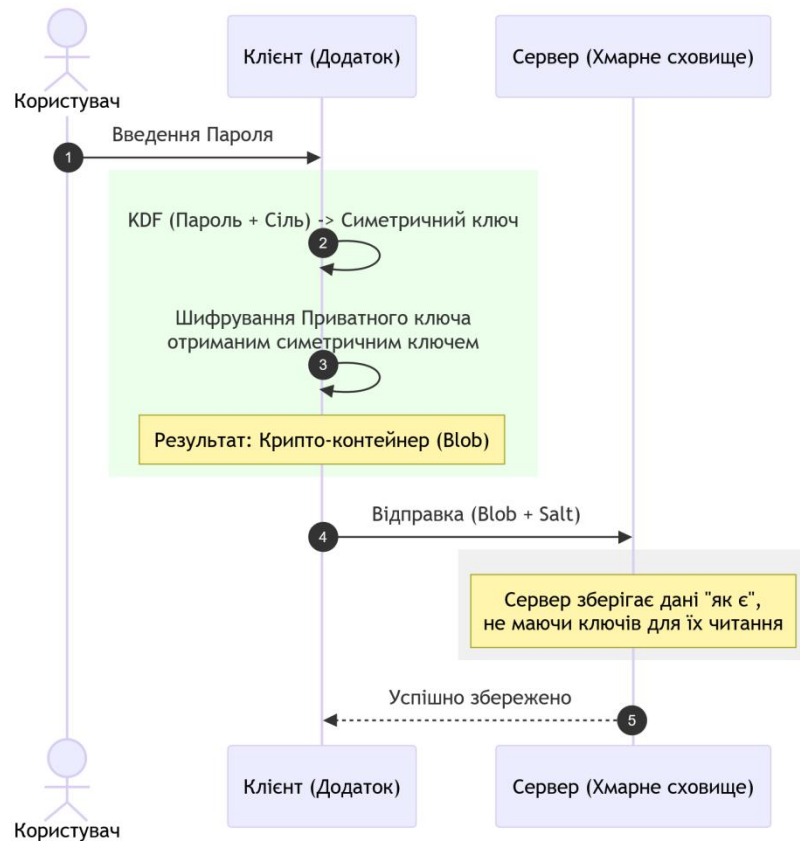 Користувач
Клієнт (Додаток)
Сервер (Хмарне сховище)
Введення Пароля
1
KDF (Пароль + Сіль) -> Симетричний ключ
2
Шифрування Приватного ключа
отриманим симетричним ключем
3
Результат: Крипто-контейнер (Blob)
Відправка (Blob + Salt)
4
Сервер зберігає дані "як є",
не маючи ключів для їх читання
Успішно збережено
5
Користувач
Клієнт (Додаток)
Сервер (Хмарне сховище)